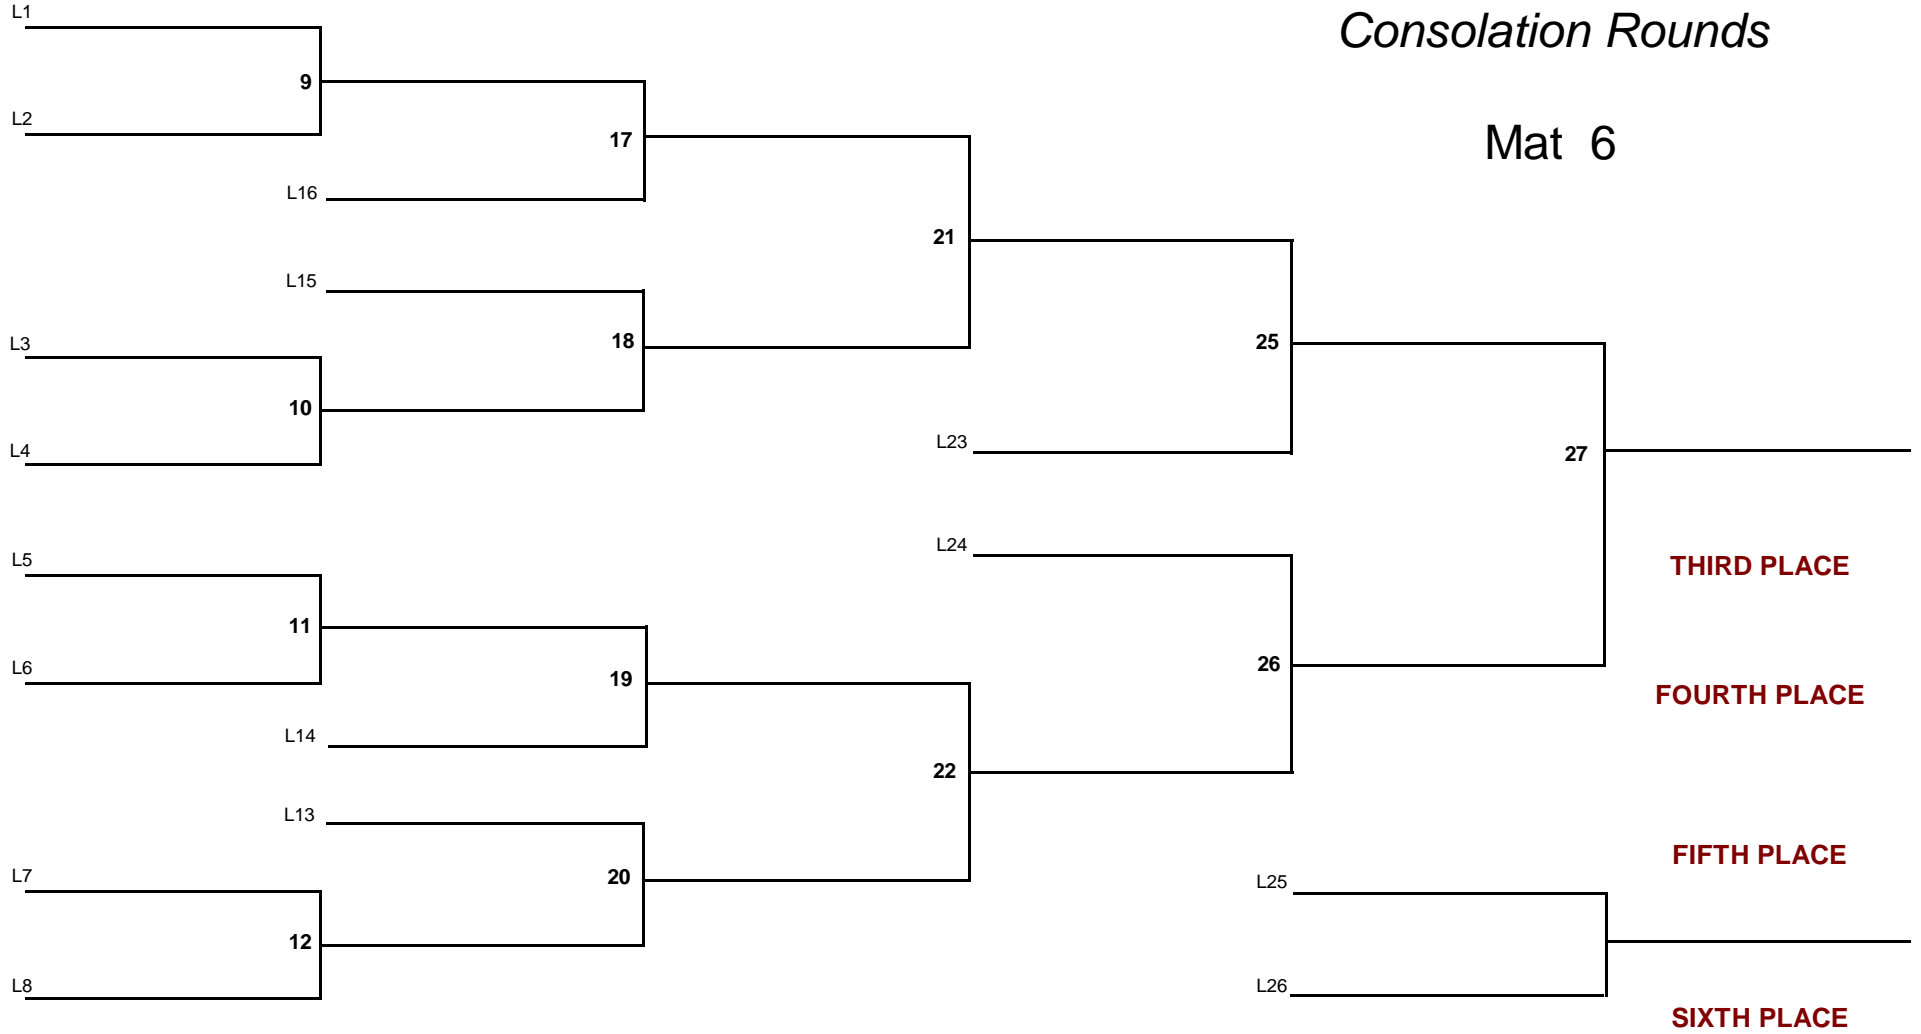 L1
Consolation Rounds
9
L2
17
Mat 6
L16
21
L15
18
25
L3
10
L4
L23
27
L24
L5
THIRD PLACE
11
L6
19
26
FOURTH PLACE
L14
22
L13
FIFTH PLACE
L7
20
L25
12
L8
L26
SIXTH PLACE